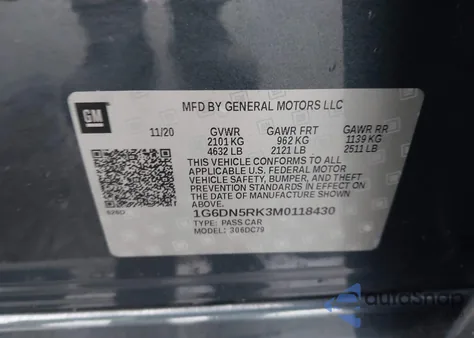 GM
MFD BY GENERAL MOTORS LLC
11/20 GVWR GAWR FRT GAWR RR
2101 KG 962 KG 1139 KG
4632 LB 2121 LB 2511 LB
THIS VEHICLE CONFORMS TO ALL
APPLICABLE U.S. FEDERAL MOTOR
VEHICLE SAFETY, BUMPER, AND THEFT
PREVENTION STANDARDS IN EFFECT ON
THE DATE OF MANUFACTURE SHOWN
ABOVE.
1G6DN5RK3M0118430
TYPE: PASS CAR
MODEL: 306DC79
autoSnap